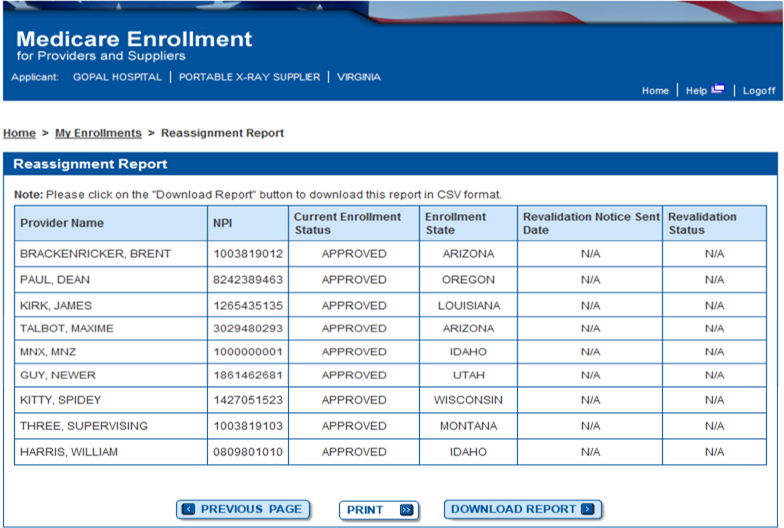 Medicare Enrollment
for Providers and Suppliers
Applicant: GOPAL HOSPITAL | PORTABLE X-RAY SUPPLIER | VIRGINIA
Home | Help | Logoff
Home > My Enrollments > Reassignment Report
Reassignment Report
Note: Please click on the "Download Report" button to download this report in CSV format.
Provider Name NPI Current Enrollment Status Enrollment State Revalidation Notice Sent Date Revalidation Status
BRACKENRICKER, BRENT 1003819012 APPROVED ARIZONA N/A N/A
PAUL, DEAN 8242389463 APPROVED OREGON N/A N/A
KIRK, JAMES 1265435135 APPROVED LOUISIANA N/A N/A
TALBOT, MAXIME 3029480293 APPROVED ARIZONA N/A N/A
MNX, MNZ 1000000001 APPROVED IDAHO N/A N/A
GUY, NEWER 1861462681 APPROVED UTAH N/A N/A
KITTY, SPIDEY 1427051523 APPROVED WISCONSIN N/A N/A
THREE, SUPERVISING 1003819103 APPROVED MONTANA N/A N/A
HARRIS, WILLIAM 0809801010 APPROVED IDAHO N/A N/A
PREVIOUS PAGE PRINT DOWNLOAD REPORT